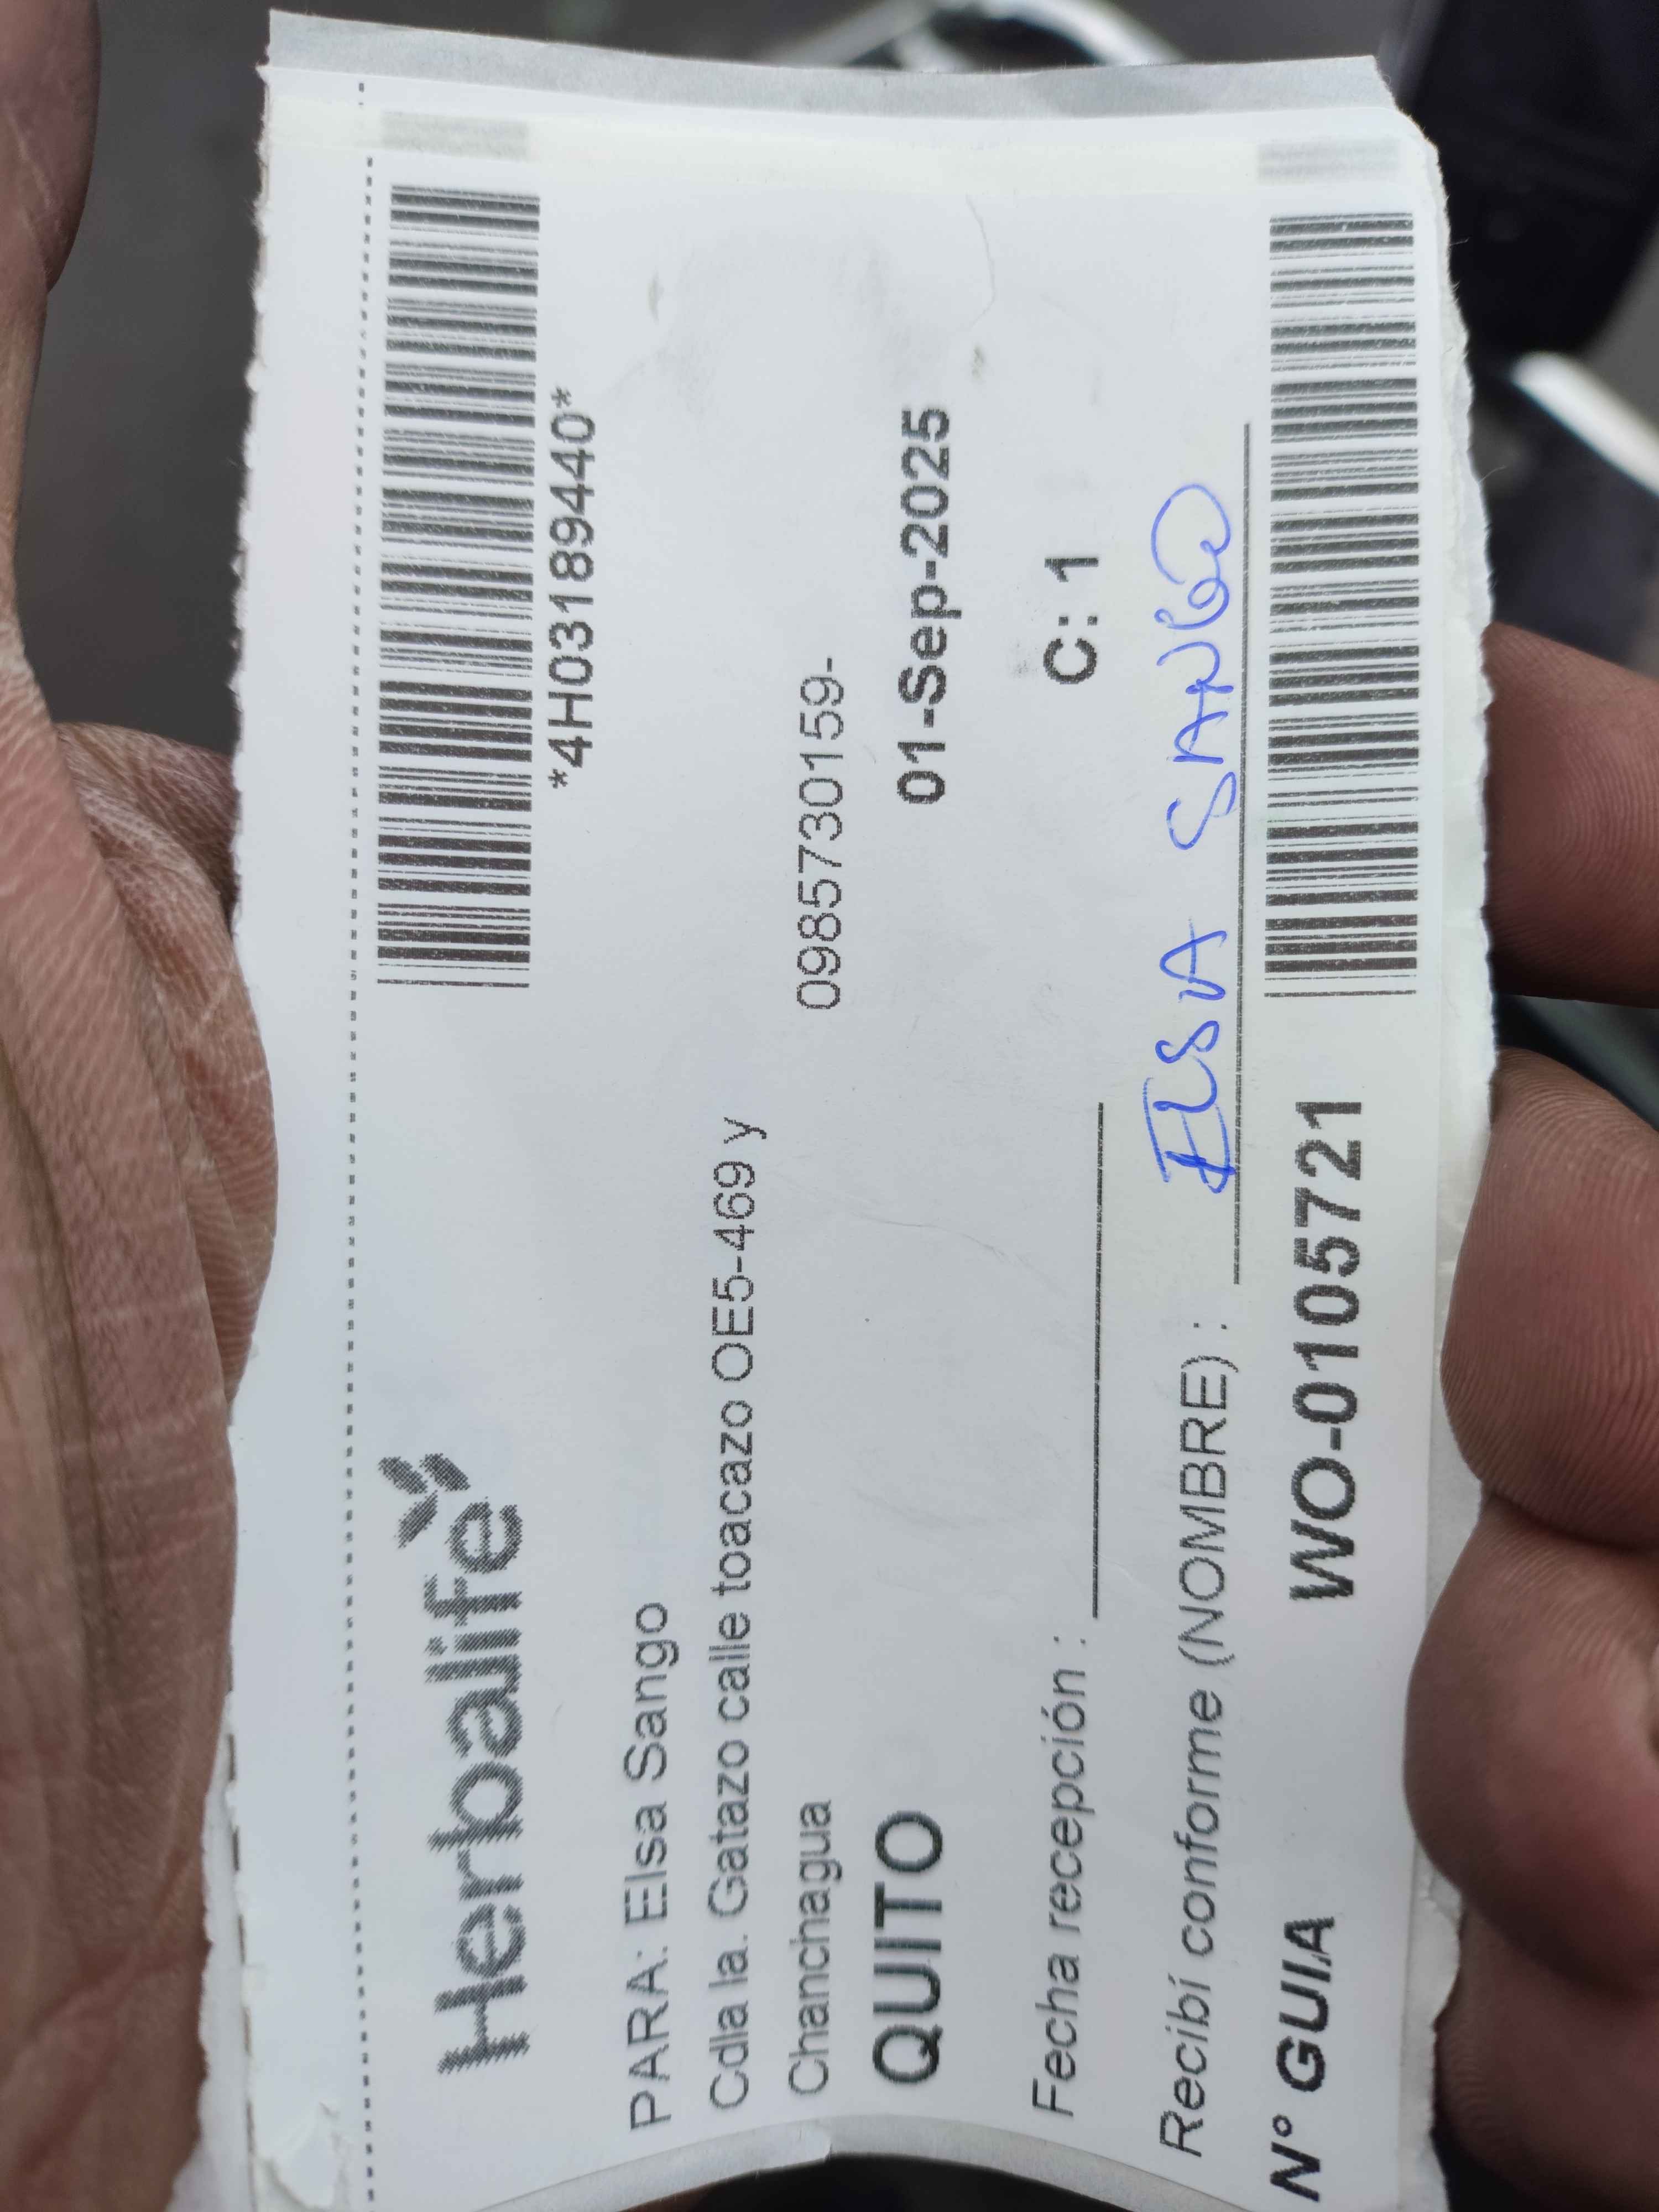 Herbalife
*4H03189440*
PARA: Elsa Sango
Cdla la. Gatazo calle toacazo OE5-469 y
Chanchagua
0985730159-
QUITO
01-Sep-2025
Fecha recepción :
C: 1
Recibí conforme (NOMBRE) : ELSA SANGO
N° GUIA WO-0105721